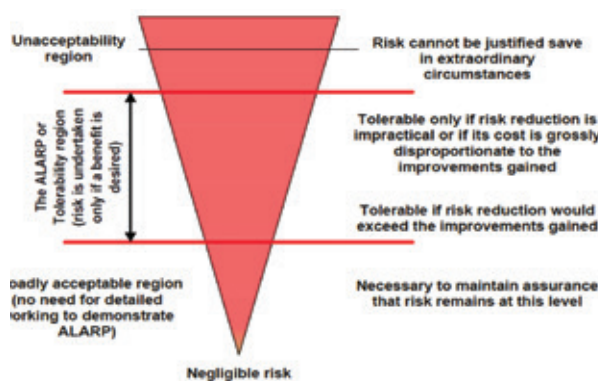 Unacceptability
region
Risk cannot be justified save
in extraordinary
circumstances
The ALARP or
Tolerability region
(risk is undertaken
only if a benefit is
desired)
Tolerable only if risk reduction is
impractical or if its cost is grossly
disproportionate to the
improvements gained
Tolerable if risk reduction would
exceed the improvements gained
oadly acceptable region
(no need for detailed
orking to demonstrate
ALARP)
Necessary to maintain assurance
that risk remains at this level
Negligible risk